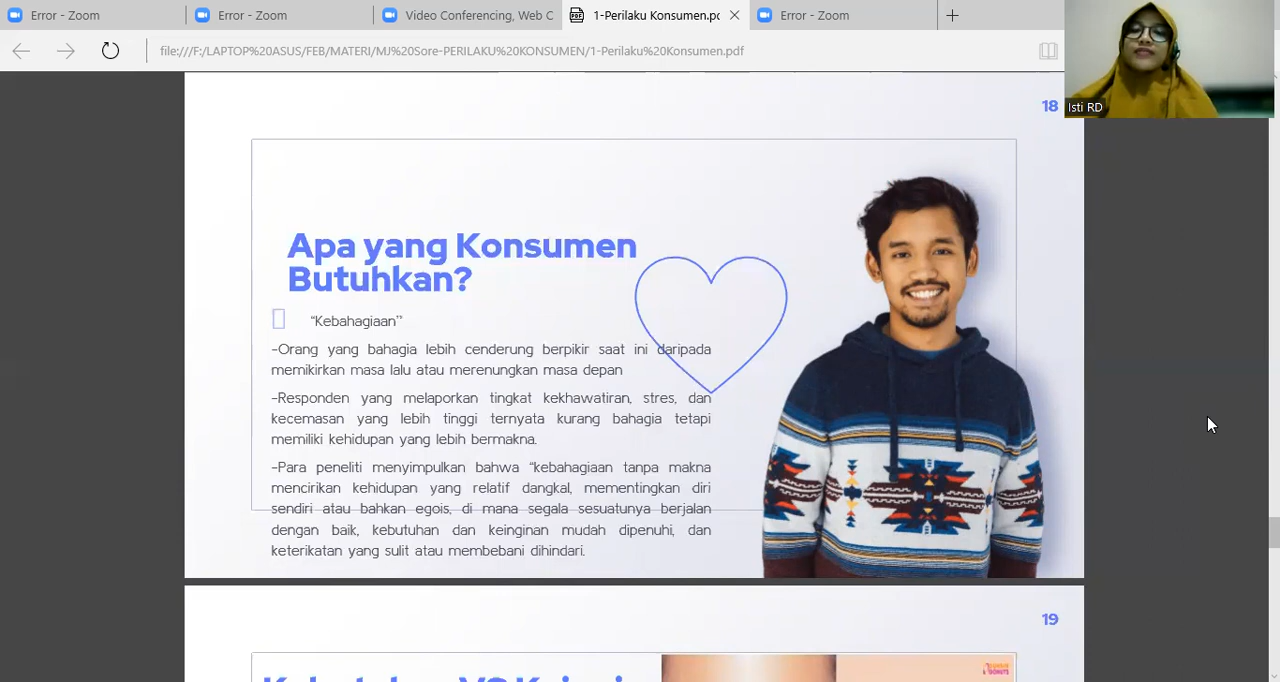 Error - Zoom
Error - Zoom
Video Conferencing, Web C
1-Perilaku Konsumen.pc
Error - Zoom
file:///F:/LAPTOP%20ASUS/FEB/MATERI/MJ%20Sore-PERILAKU%20KONSUMEN/1-Perilaku%20Konsumen.pdf
Isti RD
18
Apa yang Konsumen
Butuhkan?
“Kebahagiaan”
-Orang yang bahagia lebih cenderung berpikir saat ini daripada
memikirkan masa lalu atau merenungkan masa depan
-Responden yang melaporkan tingkat kekhawatiran, stres, dan
kecemasan yang lebih tinggi ternyata kurang bahagia tetapi
memiliki kehidupan yang lebih bermakna.
-Para peneliti menyimpulkan bahwa “kebahagiaan tanpa makna
mencirikan kehidupan yang relatif dangkal, mementingkan diri
sendiri atau bahkan egois, di mana segala sesuatunya berjalan
dengan baik, kebutuhan dan keinginan mudah dipenuhi, dan
keterikatan yang sulit atau membebani dihindari.
19